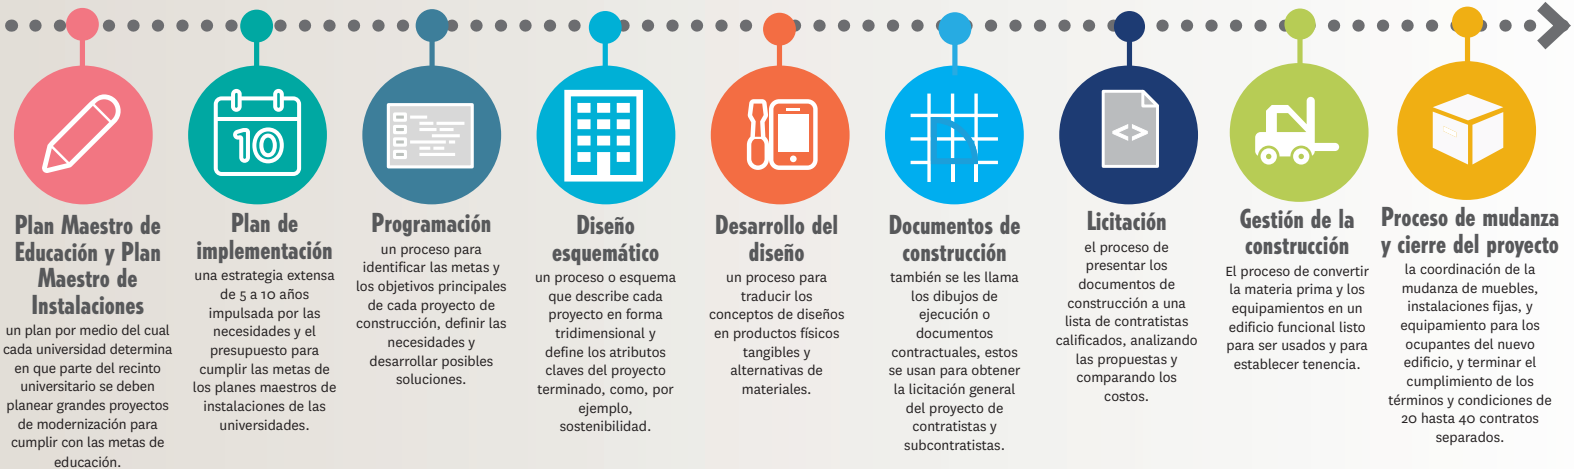 10
<>
Plan Maestro de
Educación y Plan
Maestro de
Instalaciones
un plan por medio del cual
cada universidad determina
en que parte del recinto
universitario se deben
planear grandes proyectos
de modernización para
cumplir con las metas de
educación.
Plan de
implementación
una estrategia extensa
de 5 a 10 años
impulsada por las
necesidades y el
presupuesto para
cumplir las metas de
los planes maestros de
instalaciones de las
universidades.
Programación
un proceso para
identificar las metas y
los objetivos principales
de cada proyecto de
construcción, definir las
necesidades y
desarrollar posibles
soluciones.
Diseño
esquemático
un proceso o esquema
que describe cada
proyecto en forma
tridimensional y
define los atributos
claves del proyecto
terminado, como, por
ejemplo,
sostenibilidad.
Desarrollo del
diseño
un proceso para
traducir los
conceptos de diseños
en productos físicos
tangibles y
alternativas de
materiales.
Documentos de
construcción
también se les llama
los dibujos de
ejecución o
documentos
contractuales, estos
se usan para obtener
la licitación general
del proyecto de
contratistas y
subcontratistas.
Licitación
el proceso de
presentar los
documentos de
construcción a una
lista de contratistas
calificados, analizando
las propuestas y
comparando los
costos.
Gestión de la
construcción
El proceso de convertir
la materia prima y los
equipamientos en un
edificio funcional listo
para ser usados y para
establecer tenencia.
Proceso de mudanza
y cierre del proyecto
la coordinación de la
mudanza de muebles,
instalaciones fijas, y
equipamiento para los
ocupantes del nuevo
edificio, y terminar el
cumplimiento de los
términos y condiciones de
20 hasta 40 contratos
separados.